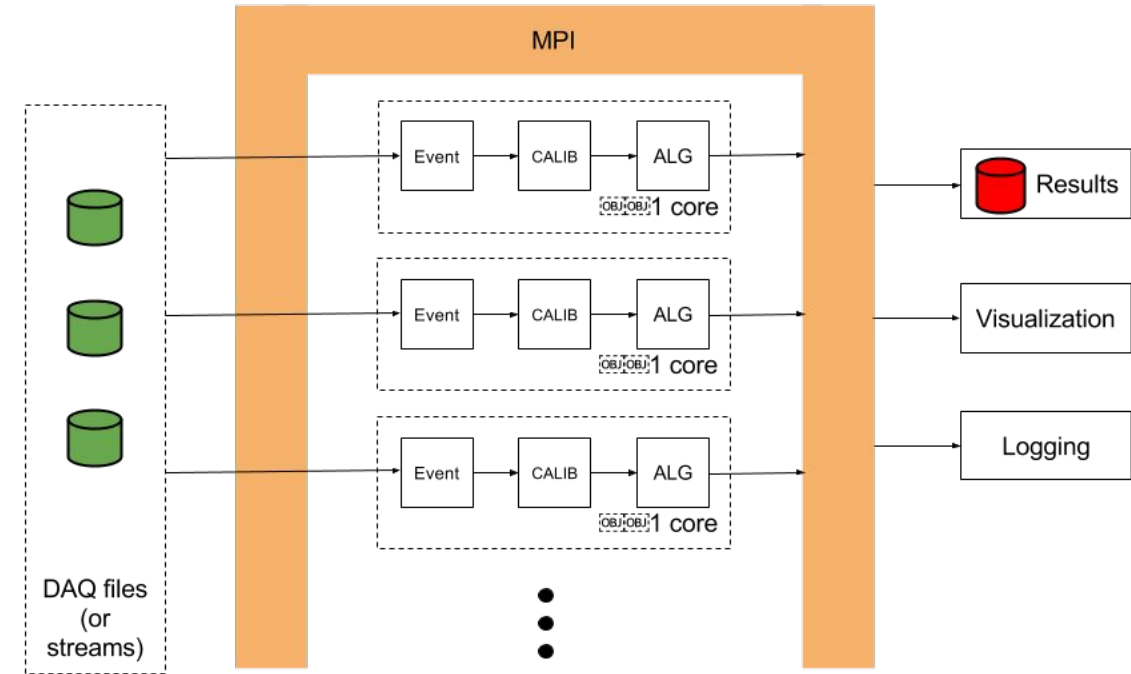 MPI
Event
CALIB
ALG
OBJ OBJ 1 core
Event
CALIB
ALG
OBJ OBJ 1 core
Event
CALIB
ALG
OBJ OBJ 1 core
DAQ files
(or
streams)
Results
Visualization
Logging